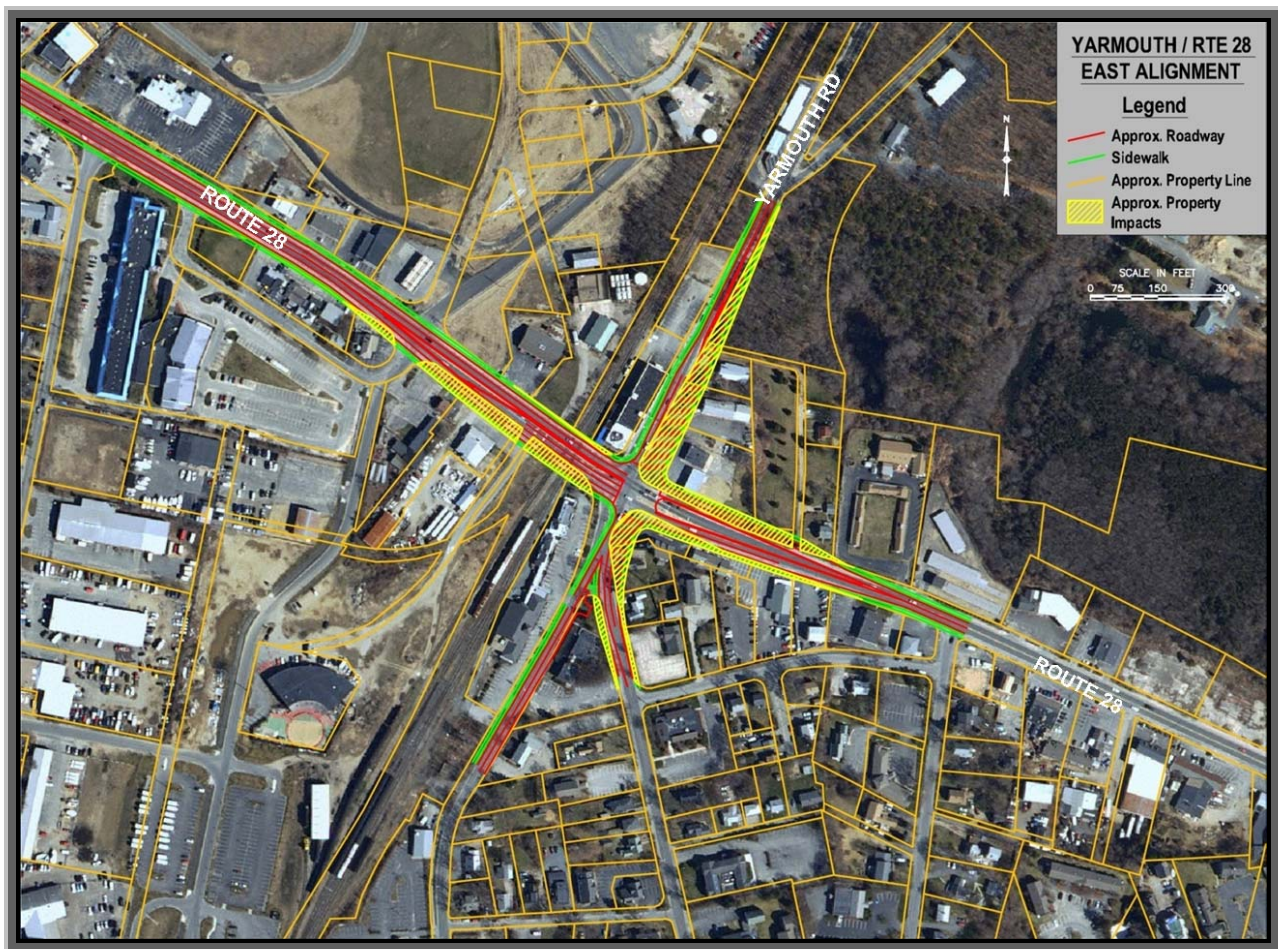 YARMOUTH / RTE 28
EAST ALIGNMENT
Legend
Approx. Roadway
Sidewalk
Approx. Property Line
Approx. Property
Impacts
N
SCALE IN FEET
0 75 150 300
YARMOUTH RD
ROUTE 28
ROUTE 28